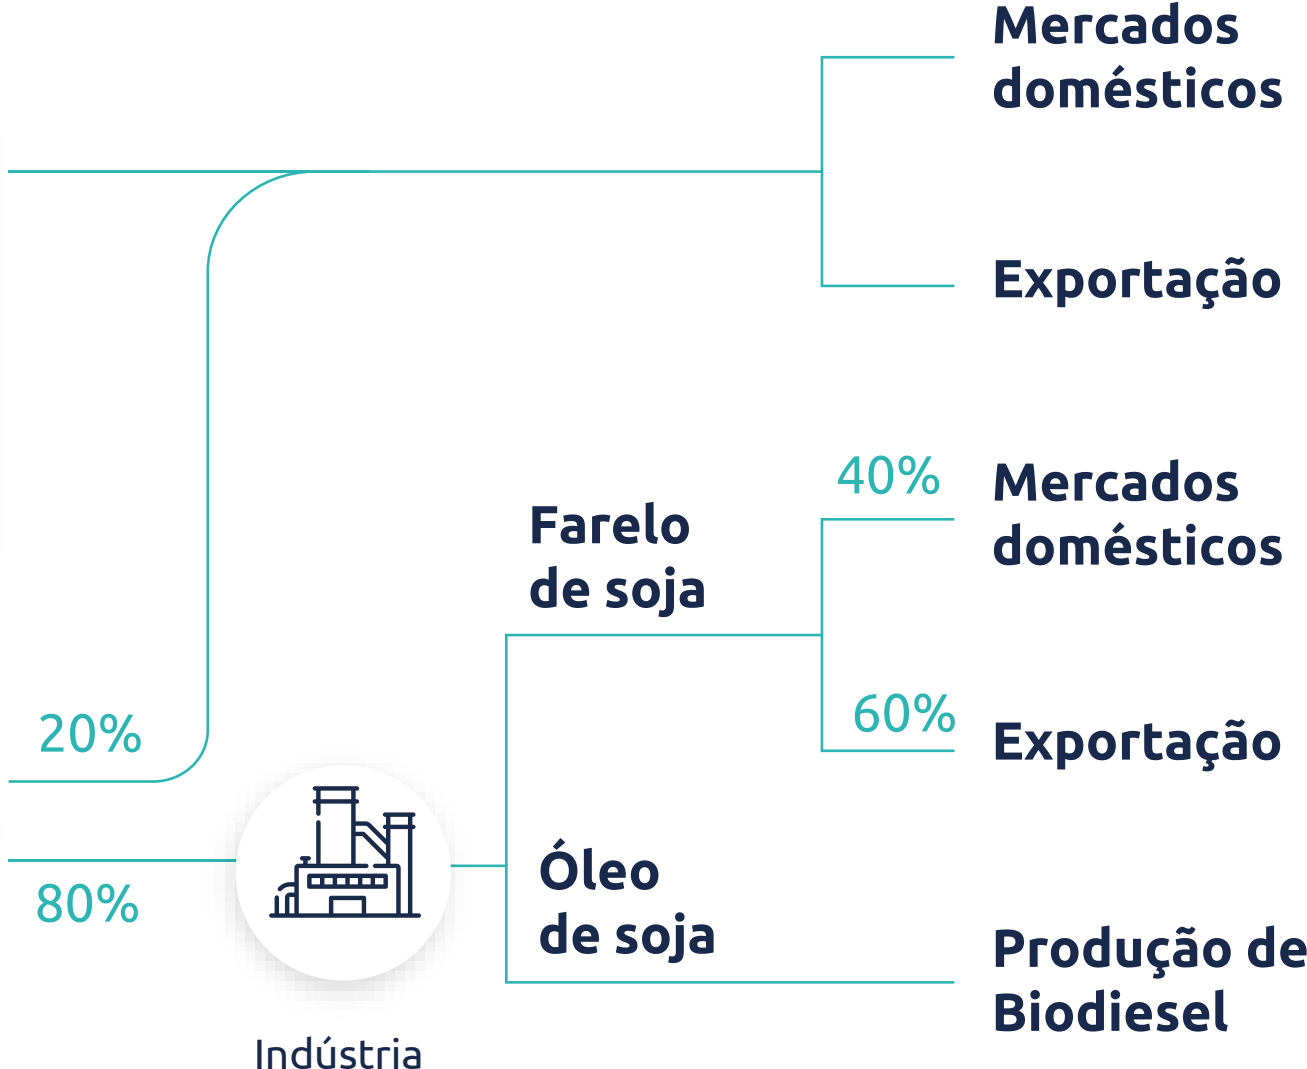 Mercados
domésticos
Exportação
40%
Mercados
domésticos
Farelo
de soja
60%
Exportação
20%
80%
Indústria
Óleo
de soja
Produção de
Biodiesel